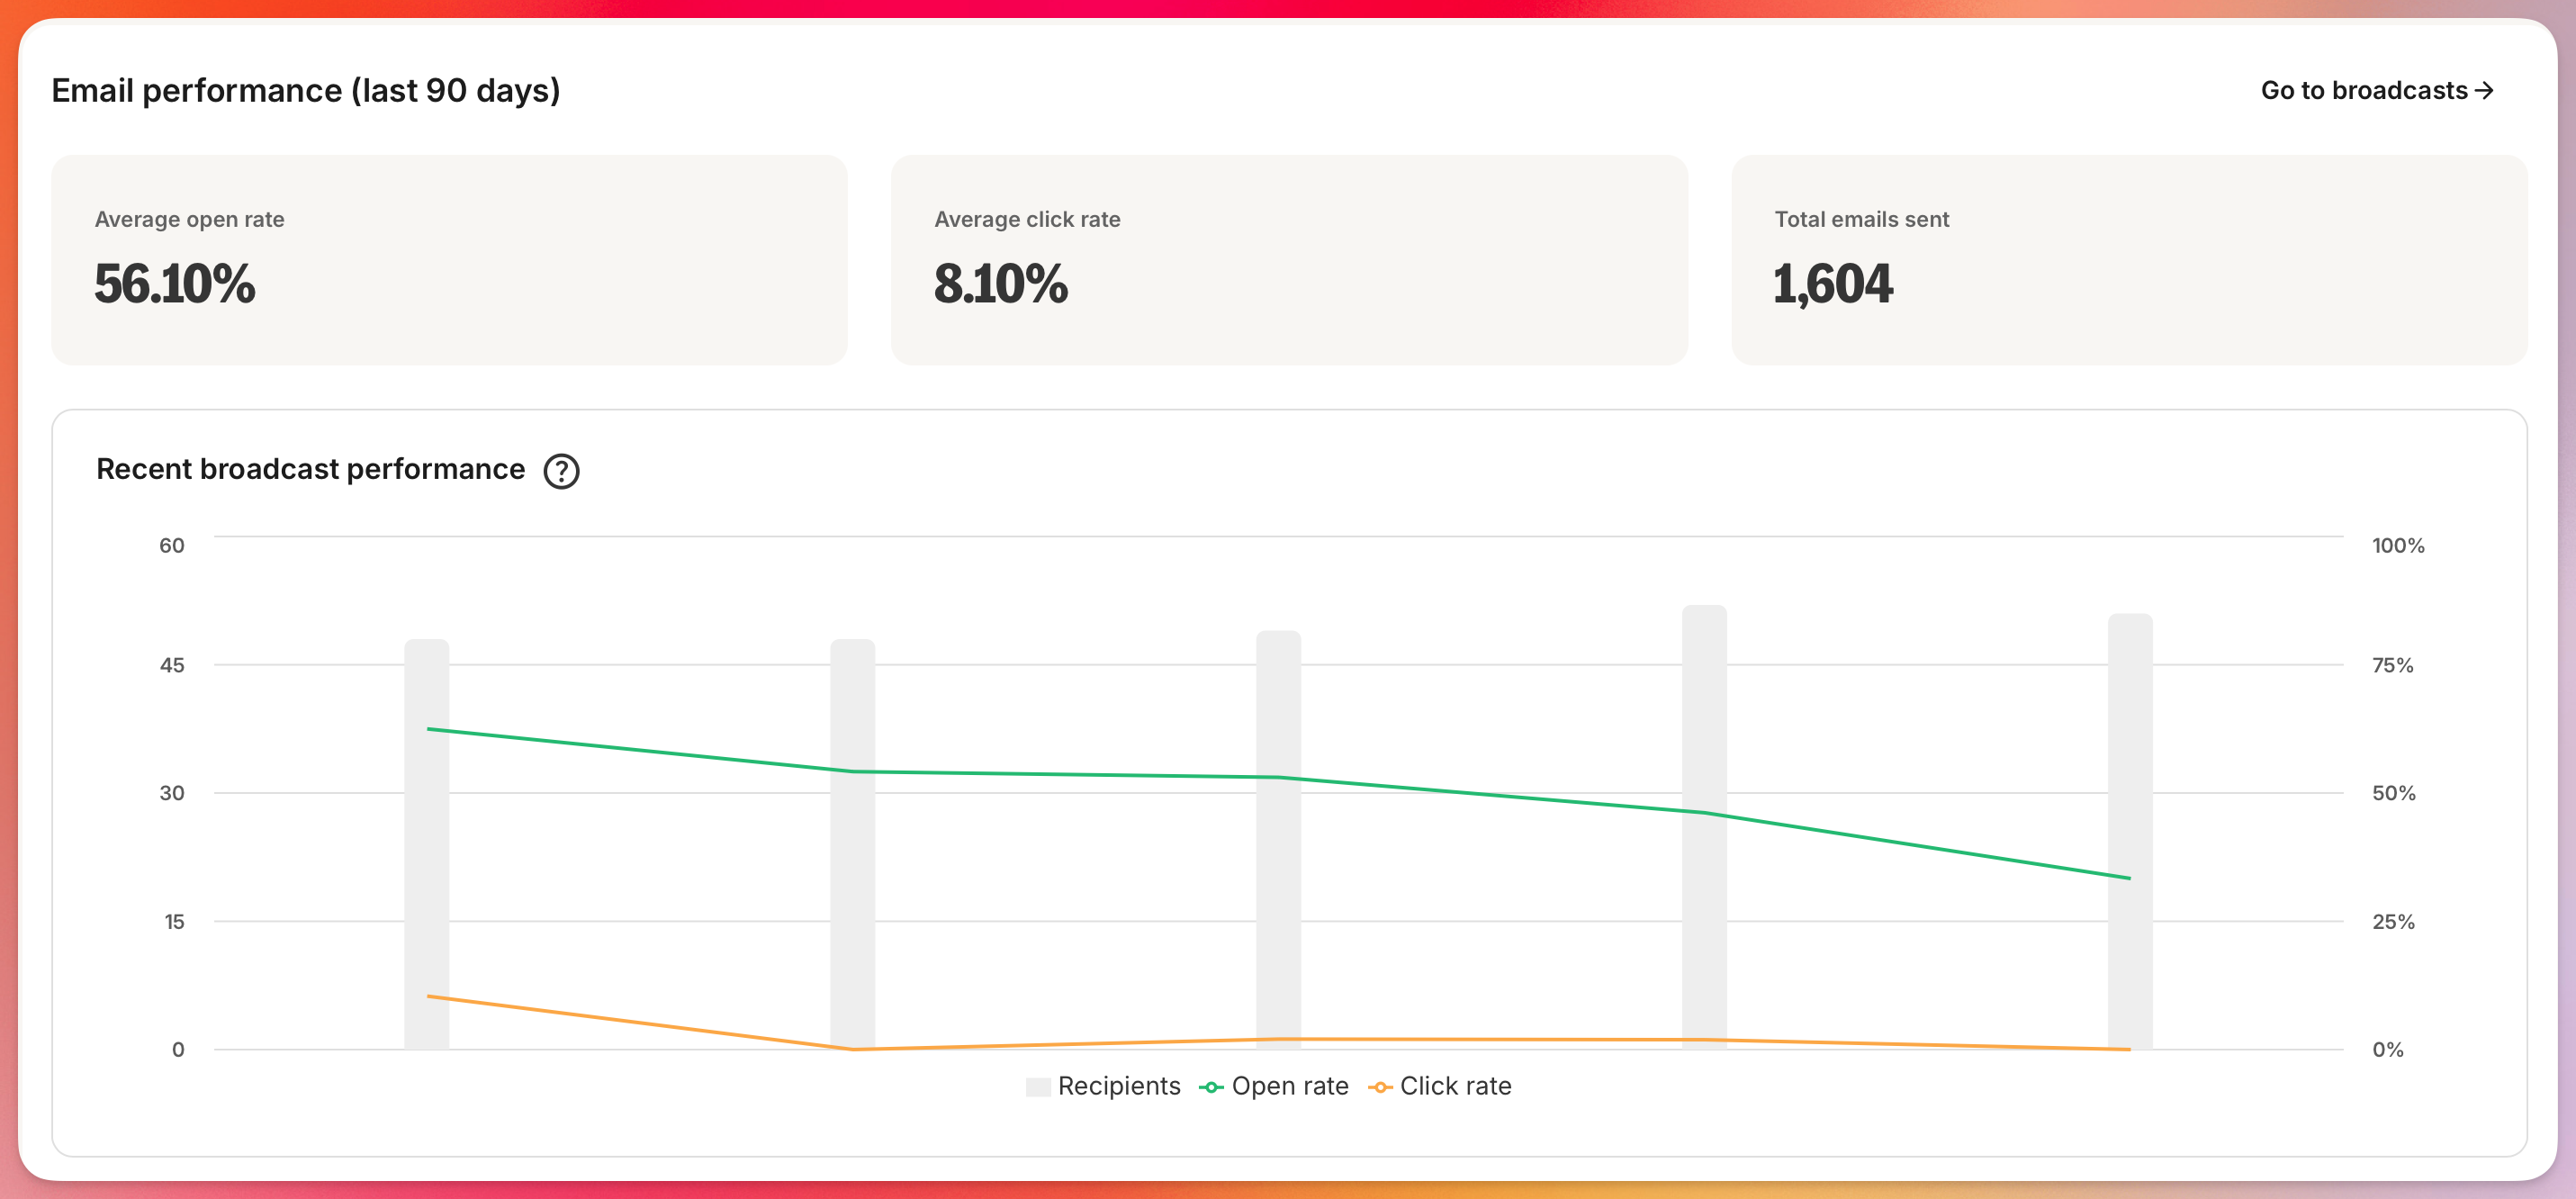 Email performance (last 90 days)
Go to broadcasts→
Average open rate
56.10%
Average click rate
8.10%
Total emails sent
1,604
Recent broadcast performance ?
60
100%
45
75%
30
50%
15
25%
0
0%
Recipients Open rate Click rate